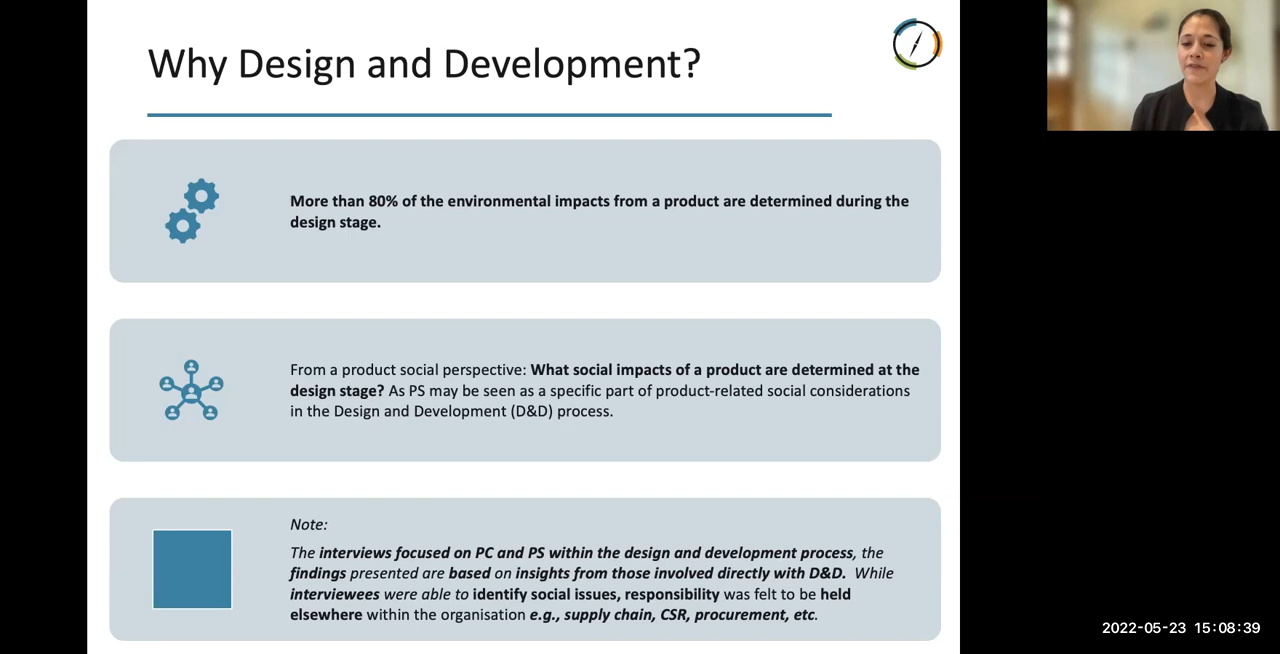 Why Design and Development?
More than 80% of the environmental impacts from a product are determined during the
design stage.
From a product social perspective: What social impacts of a product are determined at the
design stage? As PS may be seen as a specific part of product-related social considerations
in the Design and Development (D&D) process.
Note:
The interviews focused on PC and PS within the design and development process, the
findings presented are based on insights from those involved directly with D&D. While
interviewees were able to identify social issues, responsibility was felt to be held
elsewhere within the organisation e.g., supply chain, CSR, procurement, etc.
2022-05-23 15:08:39